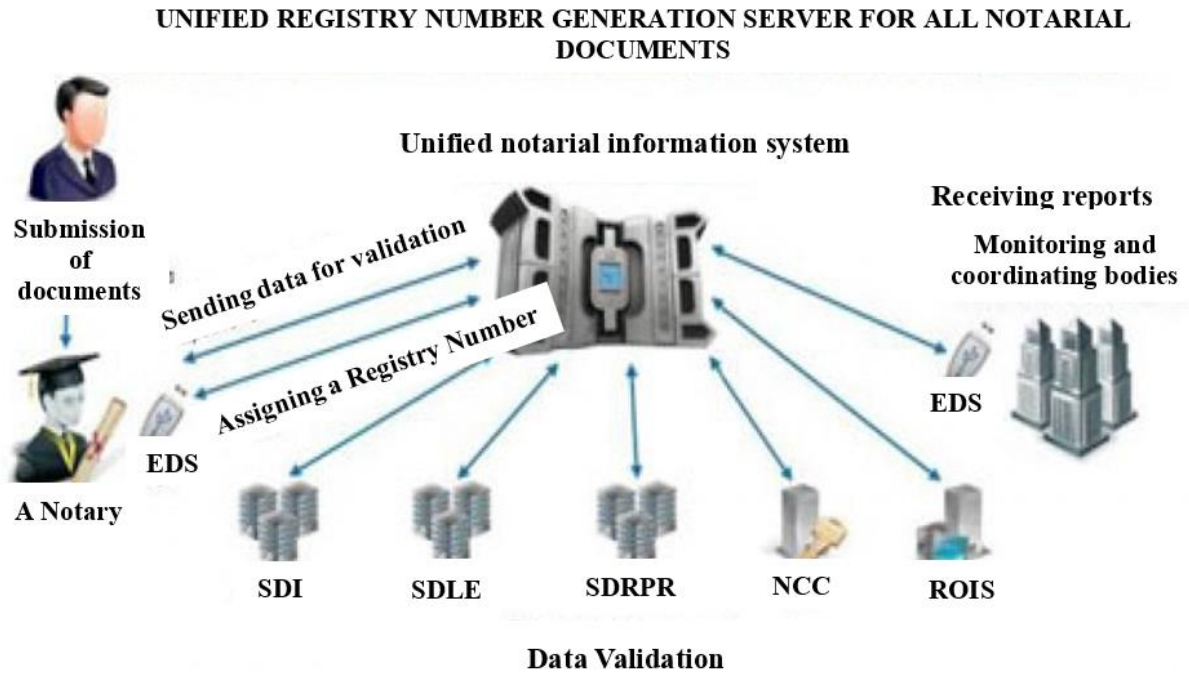 UNIFIED REGISTRY NUMBER GENERATION SERVER FOR ALL NOTARIAL
DOCUMENTS
Unified notarial information system
Submission
of
documents
Sending data for validation
Assigning a Registry Number
Receiving reports
Monitoring and
coordinating bodies
EDS
EDS
A Notary
SDI
SDLE
SDRPR
NCC
ROIS
Data Validation